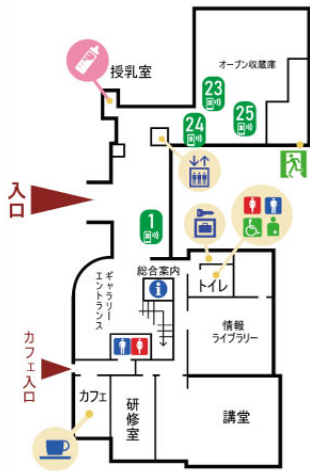 授乳室
オープン収蔵庫
23
24
25
入口
1
総合案内
トイレ
ギャラリー
エントランス
情報
ライブラリー
カフェ入口
カフェ
研修室
講堂